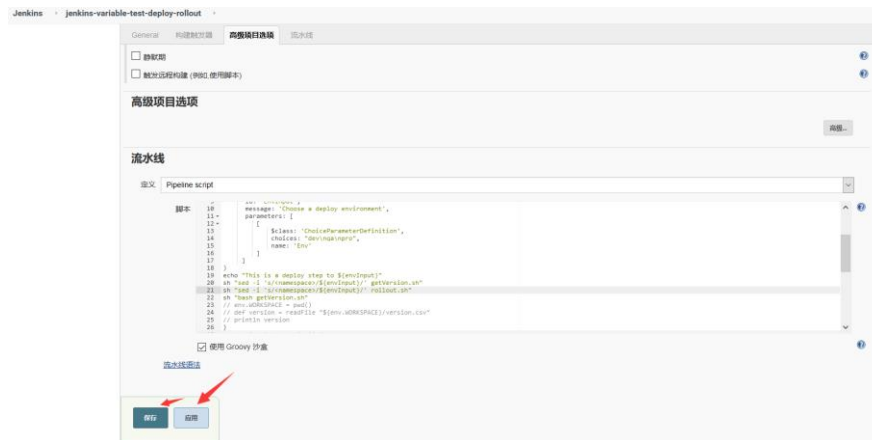 Jenkins › jenkins-variable-test-deploy-rollout ›
General 构建触发器 高级项目选项 流水线
静默期
触发远程构建 (例如,使用脚本)
高级项目选项
高级...
流水线
定义 Pipeline script
脚本
10 message: 'Choose a deploy environment',
11 parameters: [
12 [
13 $class: 'ChoiceParameterDefinition',
14 choices: "dev\nqa\npro",
15 name: 'Env'
16 ]
17 ]
18 )
19 echo "This is a deploy step to ${envInput}"
20 sh "sed -i 's/<namespace>/${envInput}/' getVersion.sh"
21 sh "sed -i 's/<namespace>/${envInput}/' rollout.sh"
22 sh "bash getVersion.sh"
23 // env.WORKSPACE = pwd()
24 // def version = readFile "${env.WORKSPACE}/version.csv"
25 // println version
26 }
使用 Groovy 沙盒
流水线语法
保存 应用